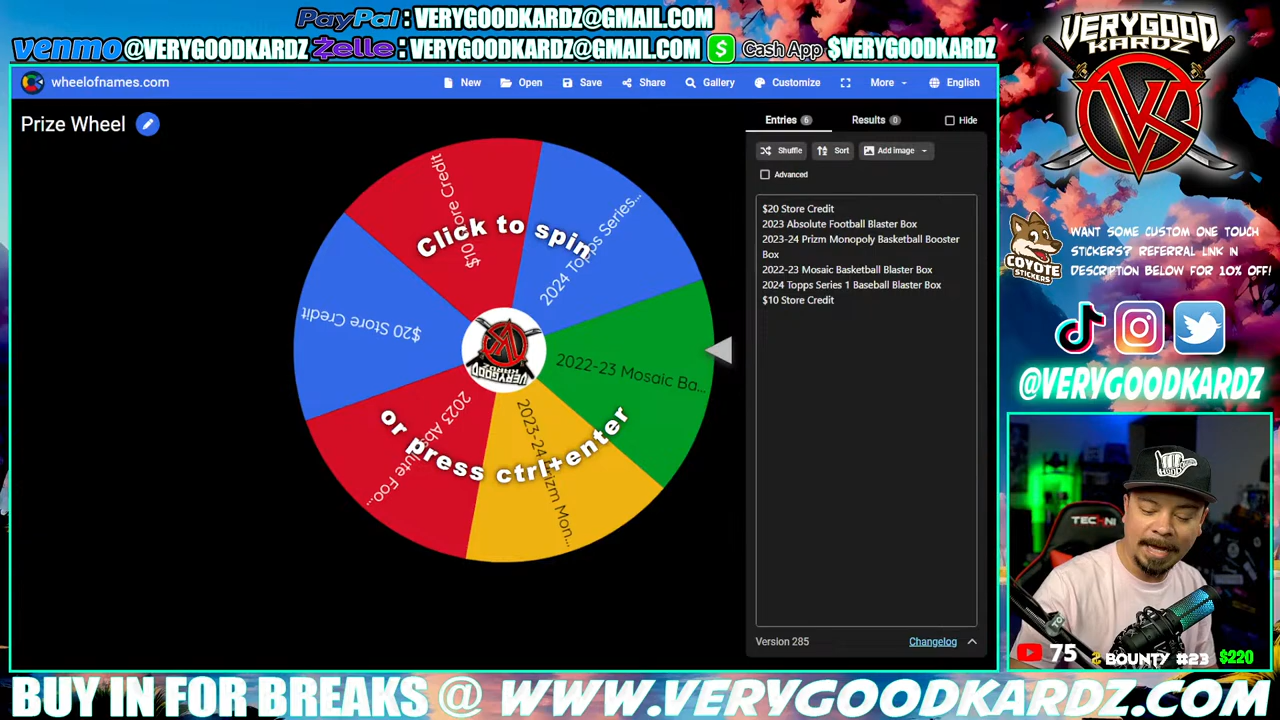 PayPal : VERYGOODKARDZ@GMAIL.COM
venmo @VERYGOODKARDZ Zelle : VERYGOODKARDZ@GMAIL.COM $ Cash App $VERYGOODKARDZ
wheelofnames.com
New Open Save Share Gallery Customize More English
Prize Wheel
Entries 6 Results 0 Hide
Shuffle Sort Add image
Advanced
$20 Store Credit
2023 Absolute Football Blaster Box
2023-24 Prizm Monopoly Basketball Booster
Box
2022-23 Mosaic Basketball Blaster Box
2024 Topps Series 1 Baseball Blaster Box
$10 Store Credit
Version 285 Changelog
$10 Store Credit
2024 Topps Series...
2022-23 Mosaic Ba...
2023-24 Prizm Mon...
2023 Absolute Foo...
$20 Store Credit
Click to spin
or press ctrl+enter
VERYGOOD
VERYGOOD
KARDZ
WANT SOME CUSTOM ONE TOUCH
STICKERS? REFERRAL LINK IN
DESCRIPTION BELOW FOR 10% OFF!
COYOTE
STICKERS
@VERYGOODKARDZ
TECHNI
75 BOUNTY #23 $220
BUY IN FOR BREAKS @ WWW.VERYGOODKARDZ.COM